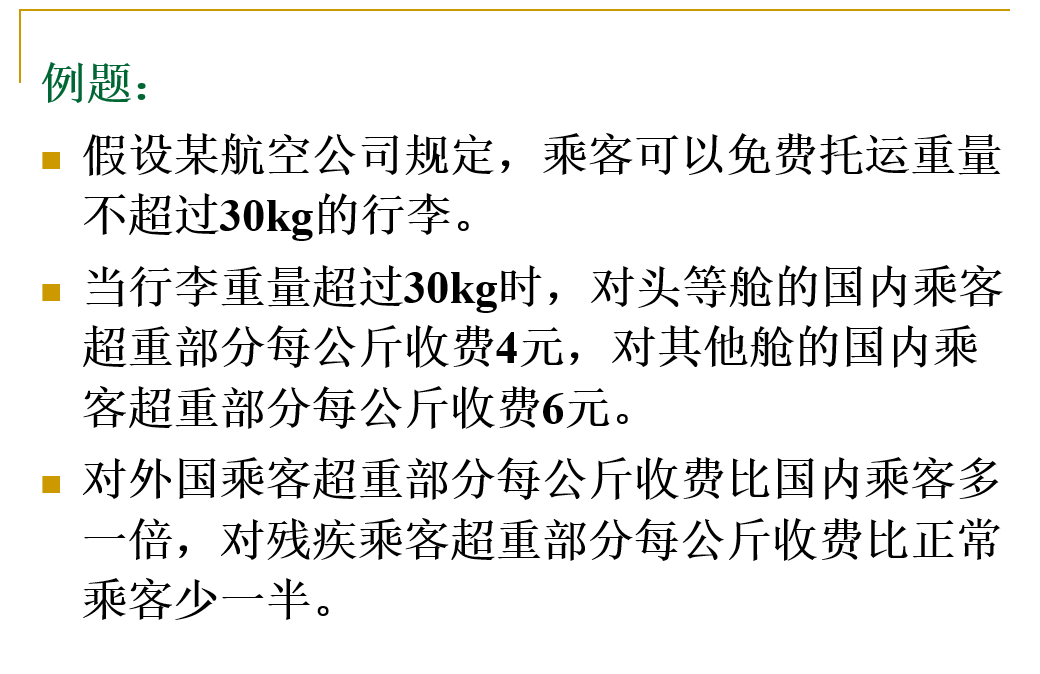 例题：
假设某航空公司规定，乘客可以免费托运重量
不超过30kg的行李。
当行李重量超过30kg时，对头等舱的国内乘客
超重部分每公斤收费4元，对其他舱的国内乘
客超重部分每公斤收费6元。
对外国乘客超重部分每公斤收费比国内乘客多
一倍，对残疾乘客超重部分每公斤收费比正常
乘客少一半。